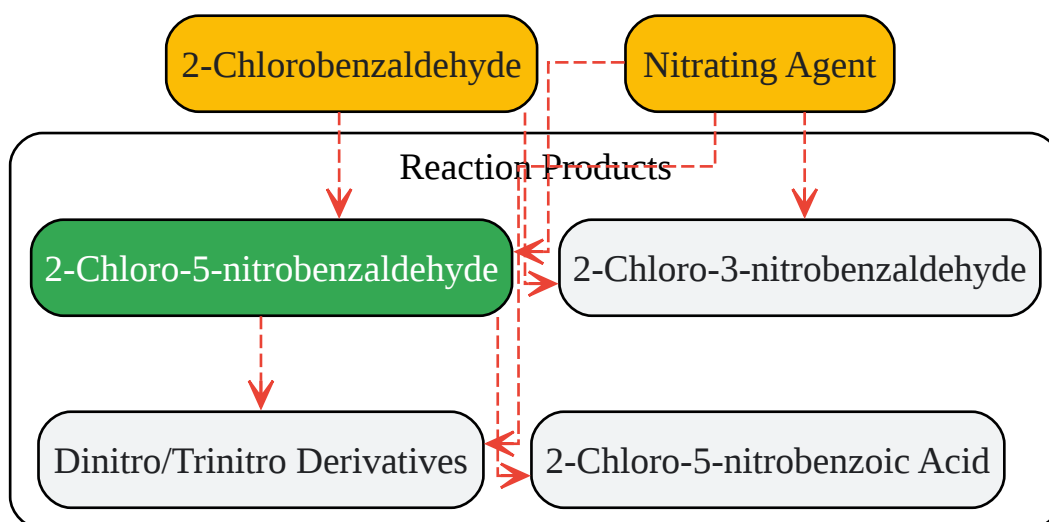 2-Chlorobenzaldehyde
Nitrating Agent
Reaction Products
2-Chloro-5-nitrobenzaldehyde
2-Chloro-3-nitrobenzaldehyde
Dinitro/Trinitro Derivatives
2-Chloro-5-nitrobenzoic Acid